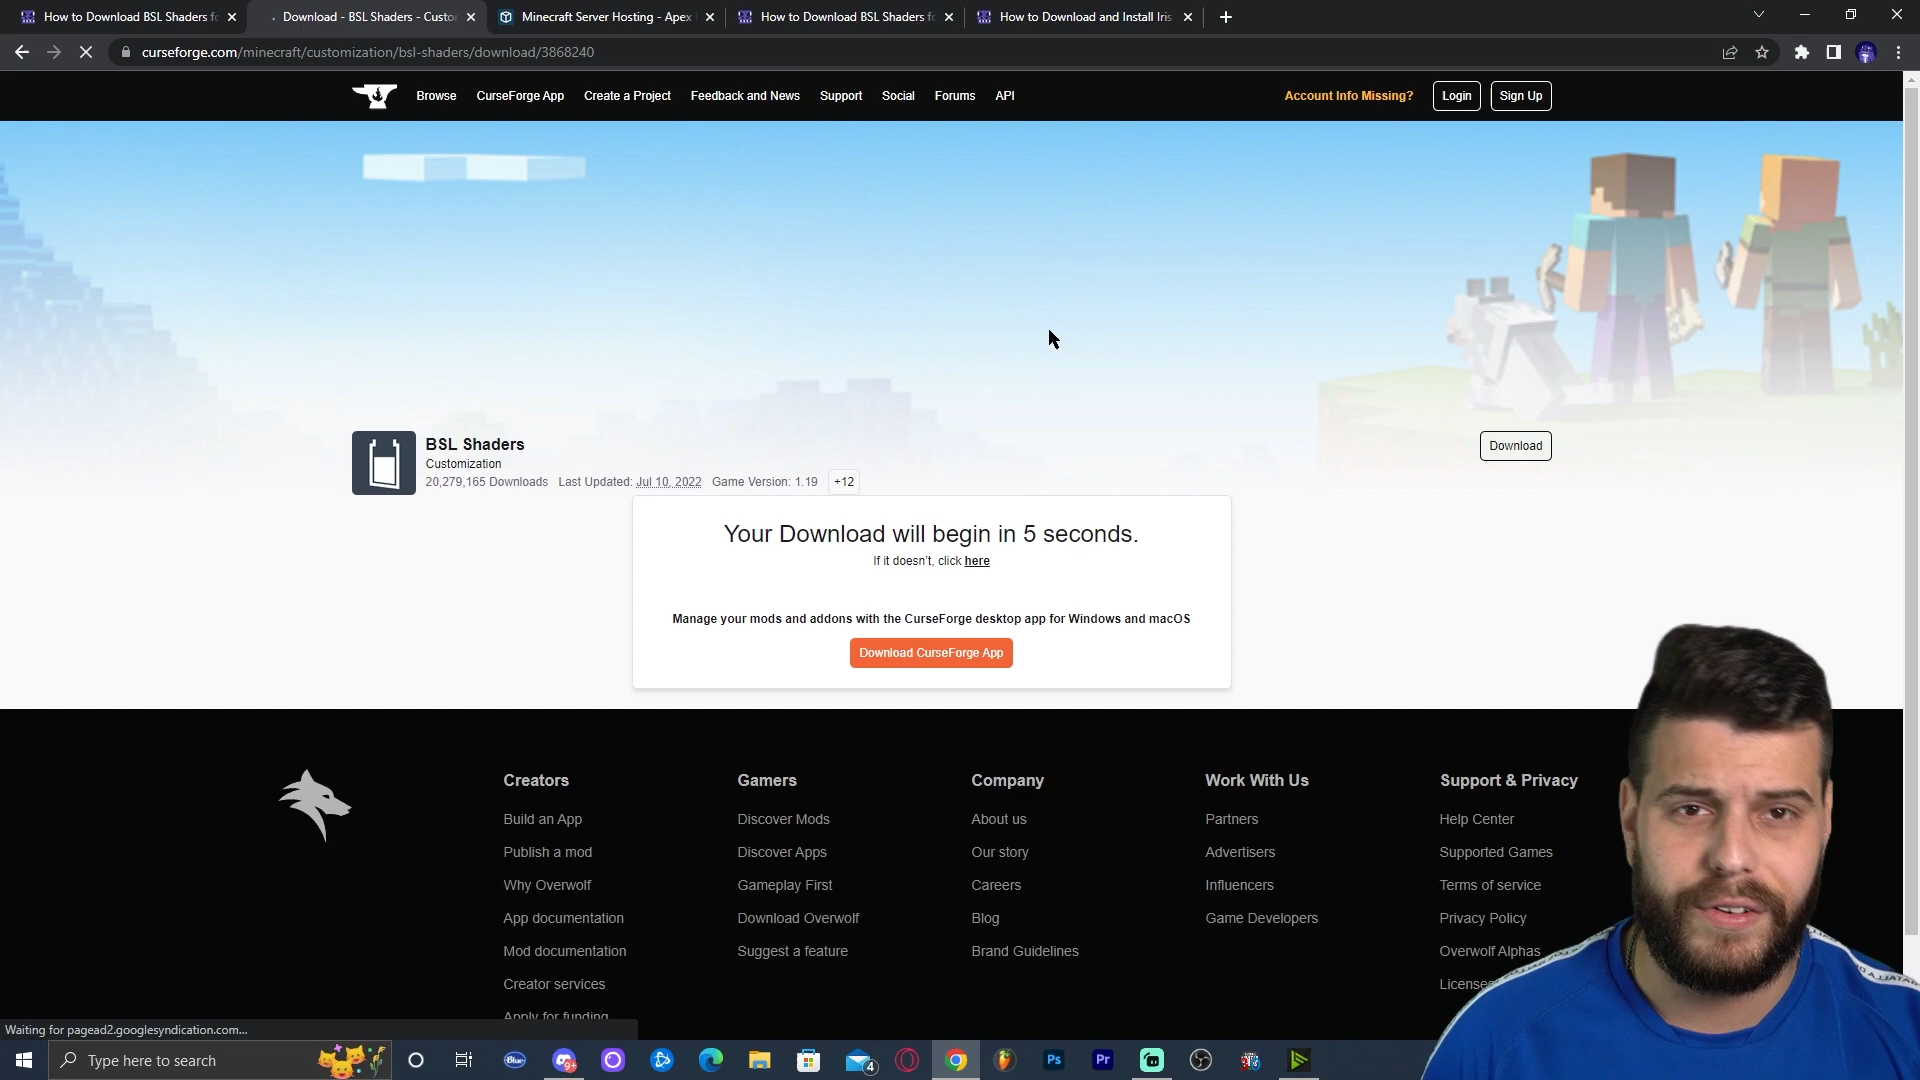 How to Download BSL Shaders fo
Download - BSL Shaders - Custo
Minecraft Server Hosting - Apex
How to Download BSL Shaders fo
How to Download and Install Iris
curseforge.com/minecraft/customization/bsl-shaders/download/3868240
Browse
CurseForge App
Create a Project
Feedback and News
Support
Social
Forums
API
Account Info Missing?
Login
Sign Up
BSL Shaders
Customization
20,279,165 Downloads Last Updated: Jul 10, 2022 Game Version: 1.19 +12
Download
Your Download will begin in 5 seconds.
If it doesn't, click here
Manage your mods and addons with the CurseForge desktop app for Windows and macOS
Download CurseForge App
Creators
Build an App
Publish a mod
Why Overwolf
App documentation
Mod documentation
Creator services
Apply for funding
Gamers
Discover Mods
Discover Apps
Gameplay First
Download Overwolf
Suggest a feature
Company
About us
Our story
Careers
Blog
Brand Guidelines
Work With Us
Partners
Advertisers
Influencers
Game Developers
Support & Privacy
Help Center
Supported Games
Terms of service
Privacy Policy
Overwolf Alphas
Licenses
Waiting for pagead2.googlesyndication.com...
Type here to search
Blue
9+
4
Ps
Pr